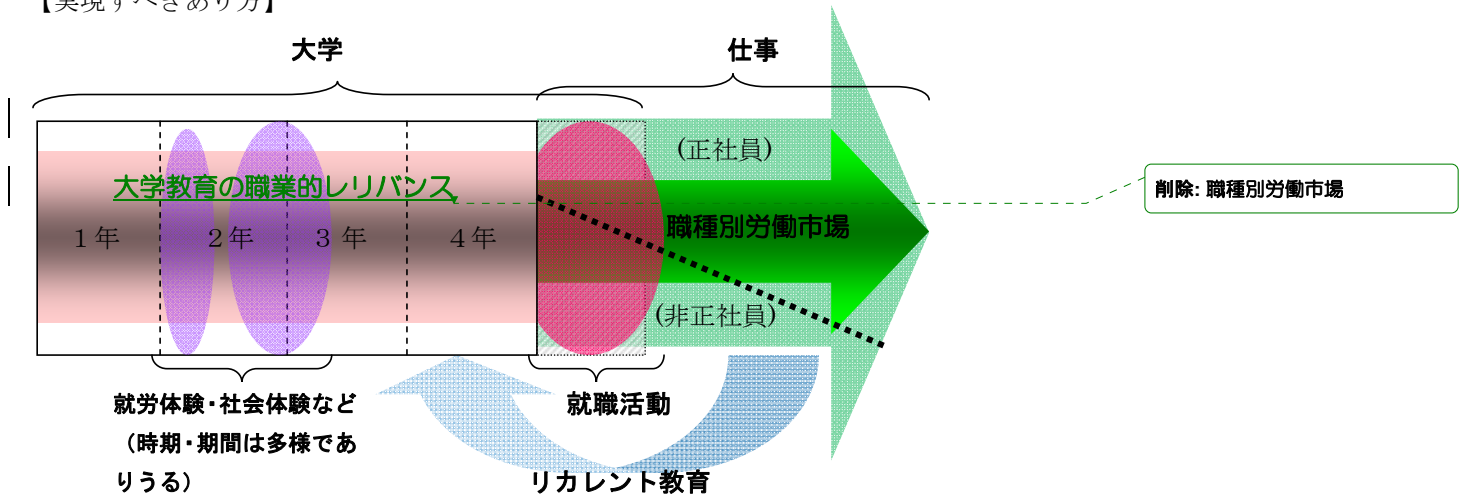 【実現すべきあり方】
大学
仕事
(正社員)
大学教育の職業的レリバンス
削除: 職種別労働市場
職種別労働市場
1年
2年
3年
4年
(非正社員)
就労体験・社会体験など
（時期・期間は多様であ
りうる）
就職活動
リカレント教育